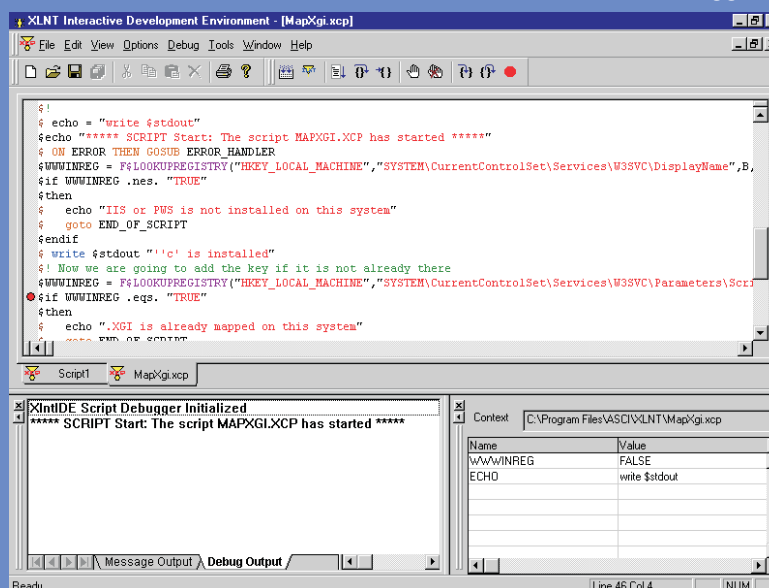 XLNT Interactive Development Environment - [MapXgi.xcp]
File Edit View Options Debug Tools Window Help
$!
$ echo = "write $stdout"
$echo "***** SCRIPT Start: The script MAPXGI.XCP has started *****"
$ ON ERROR THEN GOSUB ERROR_HANDLER
$WWWINREG = F$LOOKUPREGISTRY("HKEY_LOCAL_MACHINE","SYSTEM\CurrentControlSet\Services\W3SVC\DisplayName",B,
$if WWWINREG .nes. "TRUE"
$then
$ echo "IIS or PWS is not installed on this system"
$ goto END_OF_SCRIPT
$endif
$ write $stdout "''c' is installed"
$! Now we are going to add the key if it is not already there
$WWWINREG = F$LOOKUPREGISTRY("HKEY_LOCAL_MACHINE","SYSTEM\CurrentControlSet\Services\W3SVC\Parameters\Scri
$if WWWINREG .eqs. "TRUE"
$then
$ echo ".XGI is already mapped on this system"
$ goto END_OF_SCRIPT
Script1 MapXgi.xcp
XlntIDE Script Debugger Initialized
***** SCRIPT Start: The script MAPXGI.XCP has started *****
Message Output Debug Output
Context C:\Program Files\ASCI\XLNT\MapXgi.xcp
Name Value
WWWINREG FALSE
ECHO write $stdout
Ready Line 46 Col 4 NUM